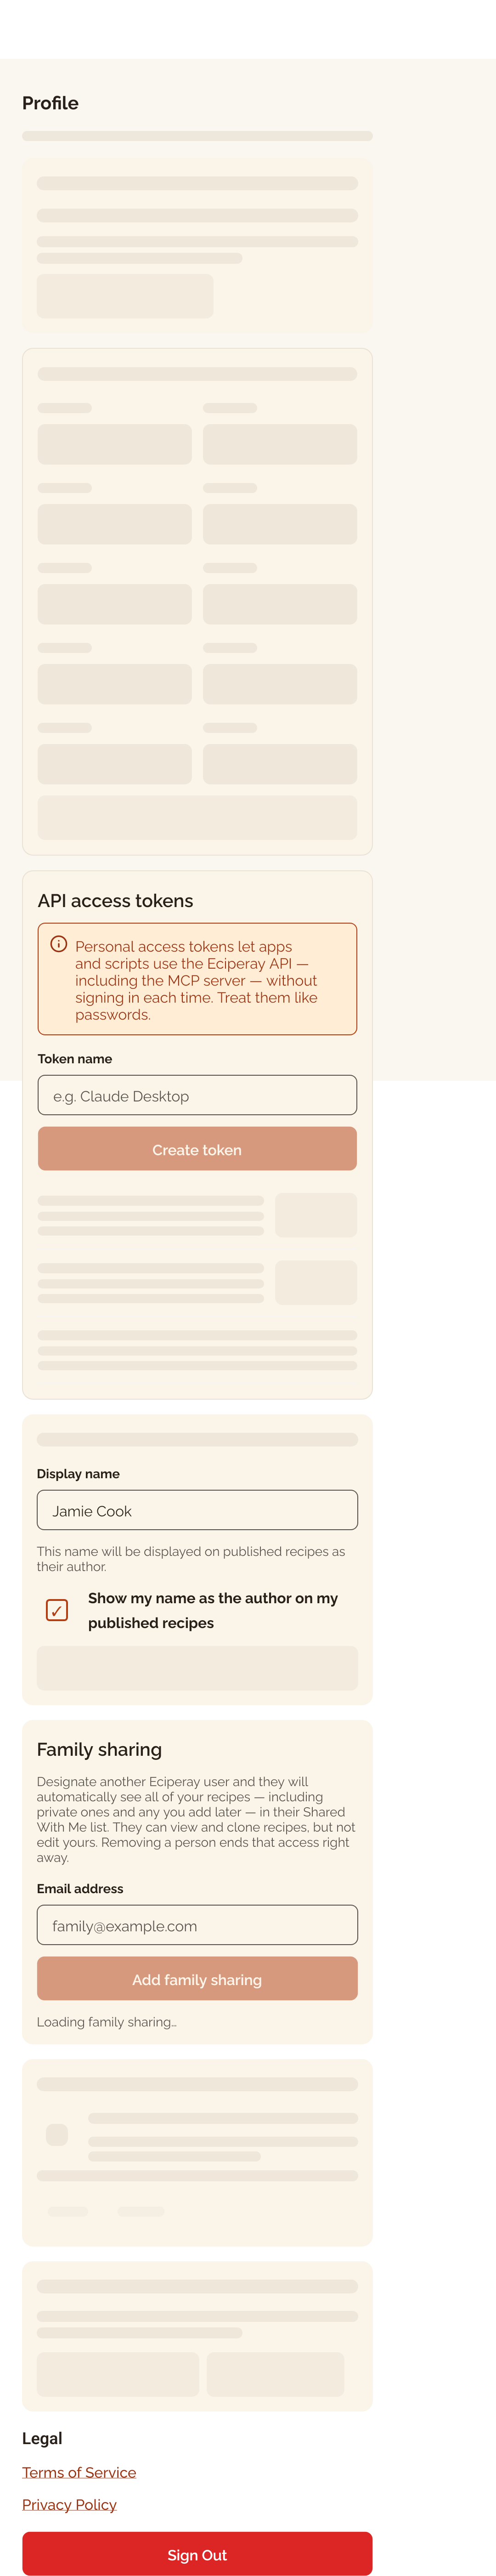 Profile
API access tokens
Personal access tokens let apps
and scripts use the Eciperay API —
including the MCP server — without
signing in each time. Treat them like
passwords.
Token name
e.g. Claude Desktop
Create token
Display name
Jamie Cook
This name will be displayed on published recipes as
their author.
Show my name as the author on my
published recipes
Family sharing
Designate another Eciperay user and they will
automatically see all of your recipes — including
private ones and any you add later — in their Shared
With Me list. They can view and clone recipes, but not
edit yours. Removing a person ends that access right
away.
Email address
family@example.com
Add family sharing
Loading family sharing…
Legal
Terms of Service
Privacy Policy
Sign Out